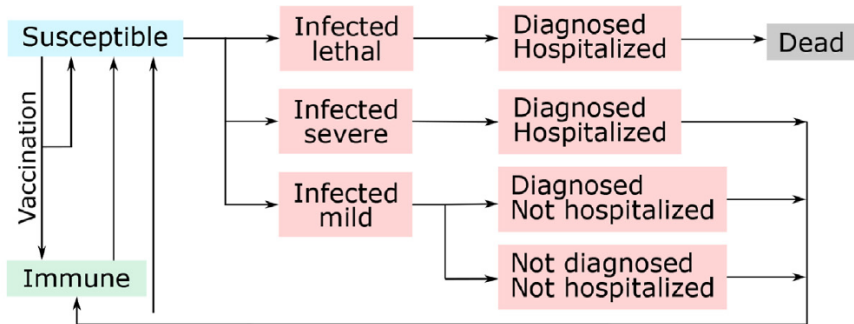 Susceptible
Infected
lethal
Diagnosed
Hospitalized
Dead
Vaccination
Infected
severe
Diagnosed
Hospitalized
Infected
mild
Diagnosed
Not hospitalized
Immune
Not diagnosed
Not hospitalized